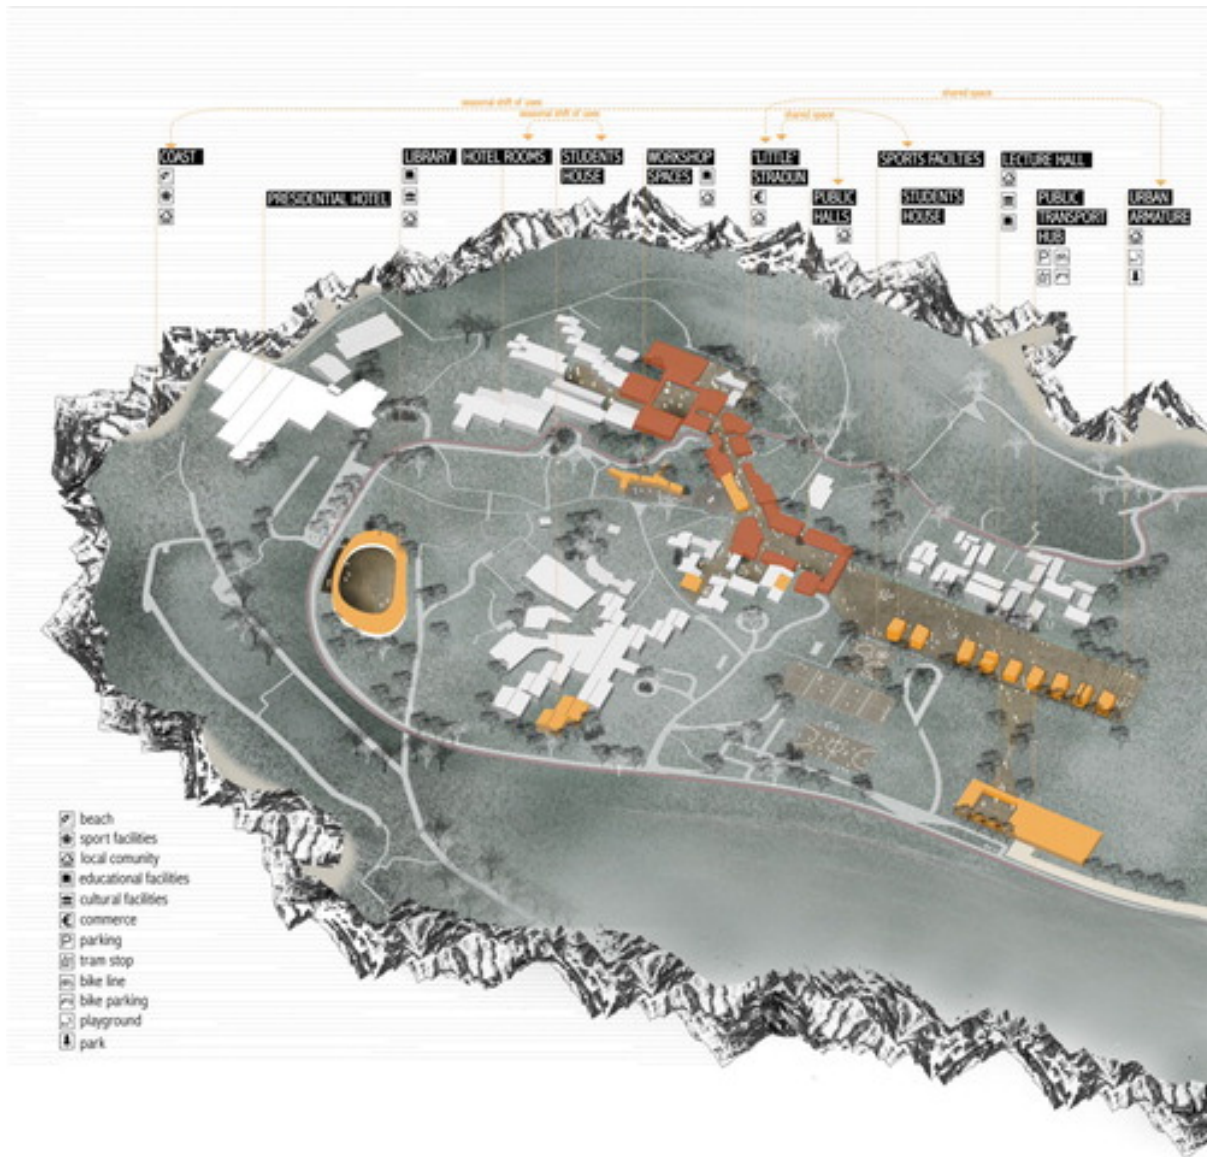 seasonal shift of uses
shared space
seasonal shift of uses
shared space
COAST
LIBRARY
HOTEL ROOMS
STUDENTS
HOUSE
WORKSHOP
SPACES
"LITTLE"
STRADUN
SPORTS FACILTIES
LECTURE HALL
PRESIDENTIAL HOTEL
PUBLIC
HALLS
STUDENTS
HOUSE
PUBLIC
TRANSPORT
HUB
URBAN
ARMATURE
beach
sport facilities
local comunity
educational facilities
cultural facilities
commerce
parking
tram stop
bike line
bike parking
playground
park